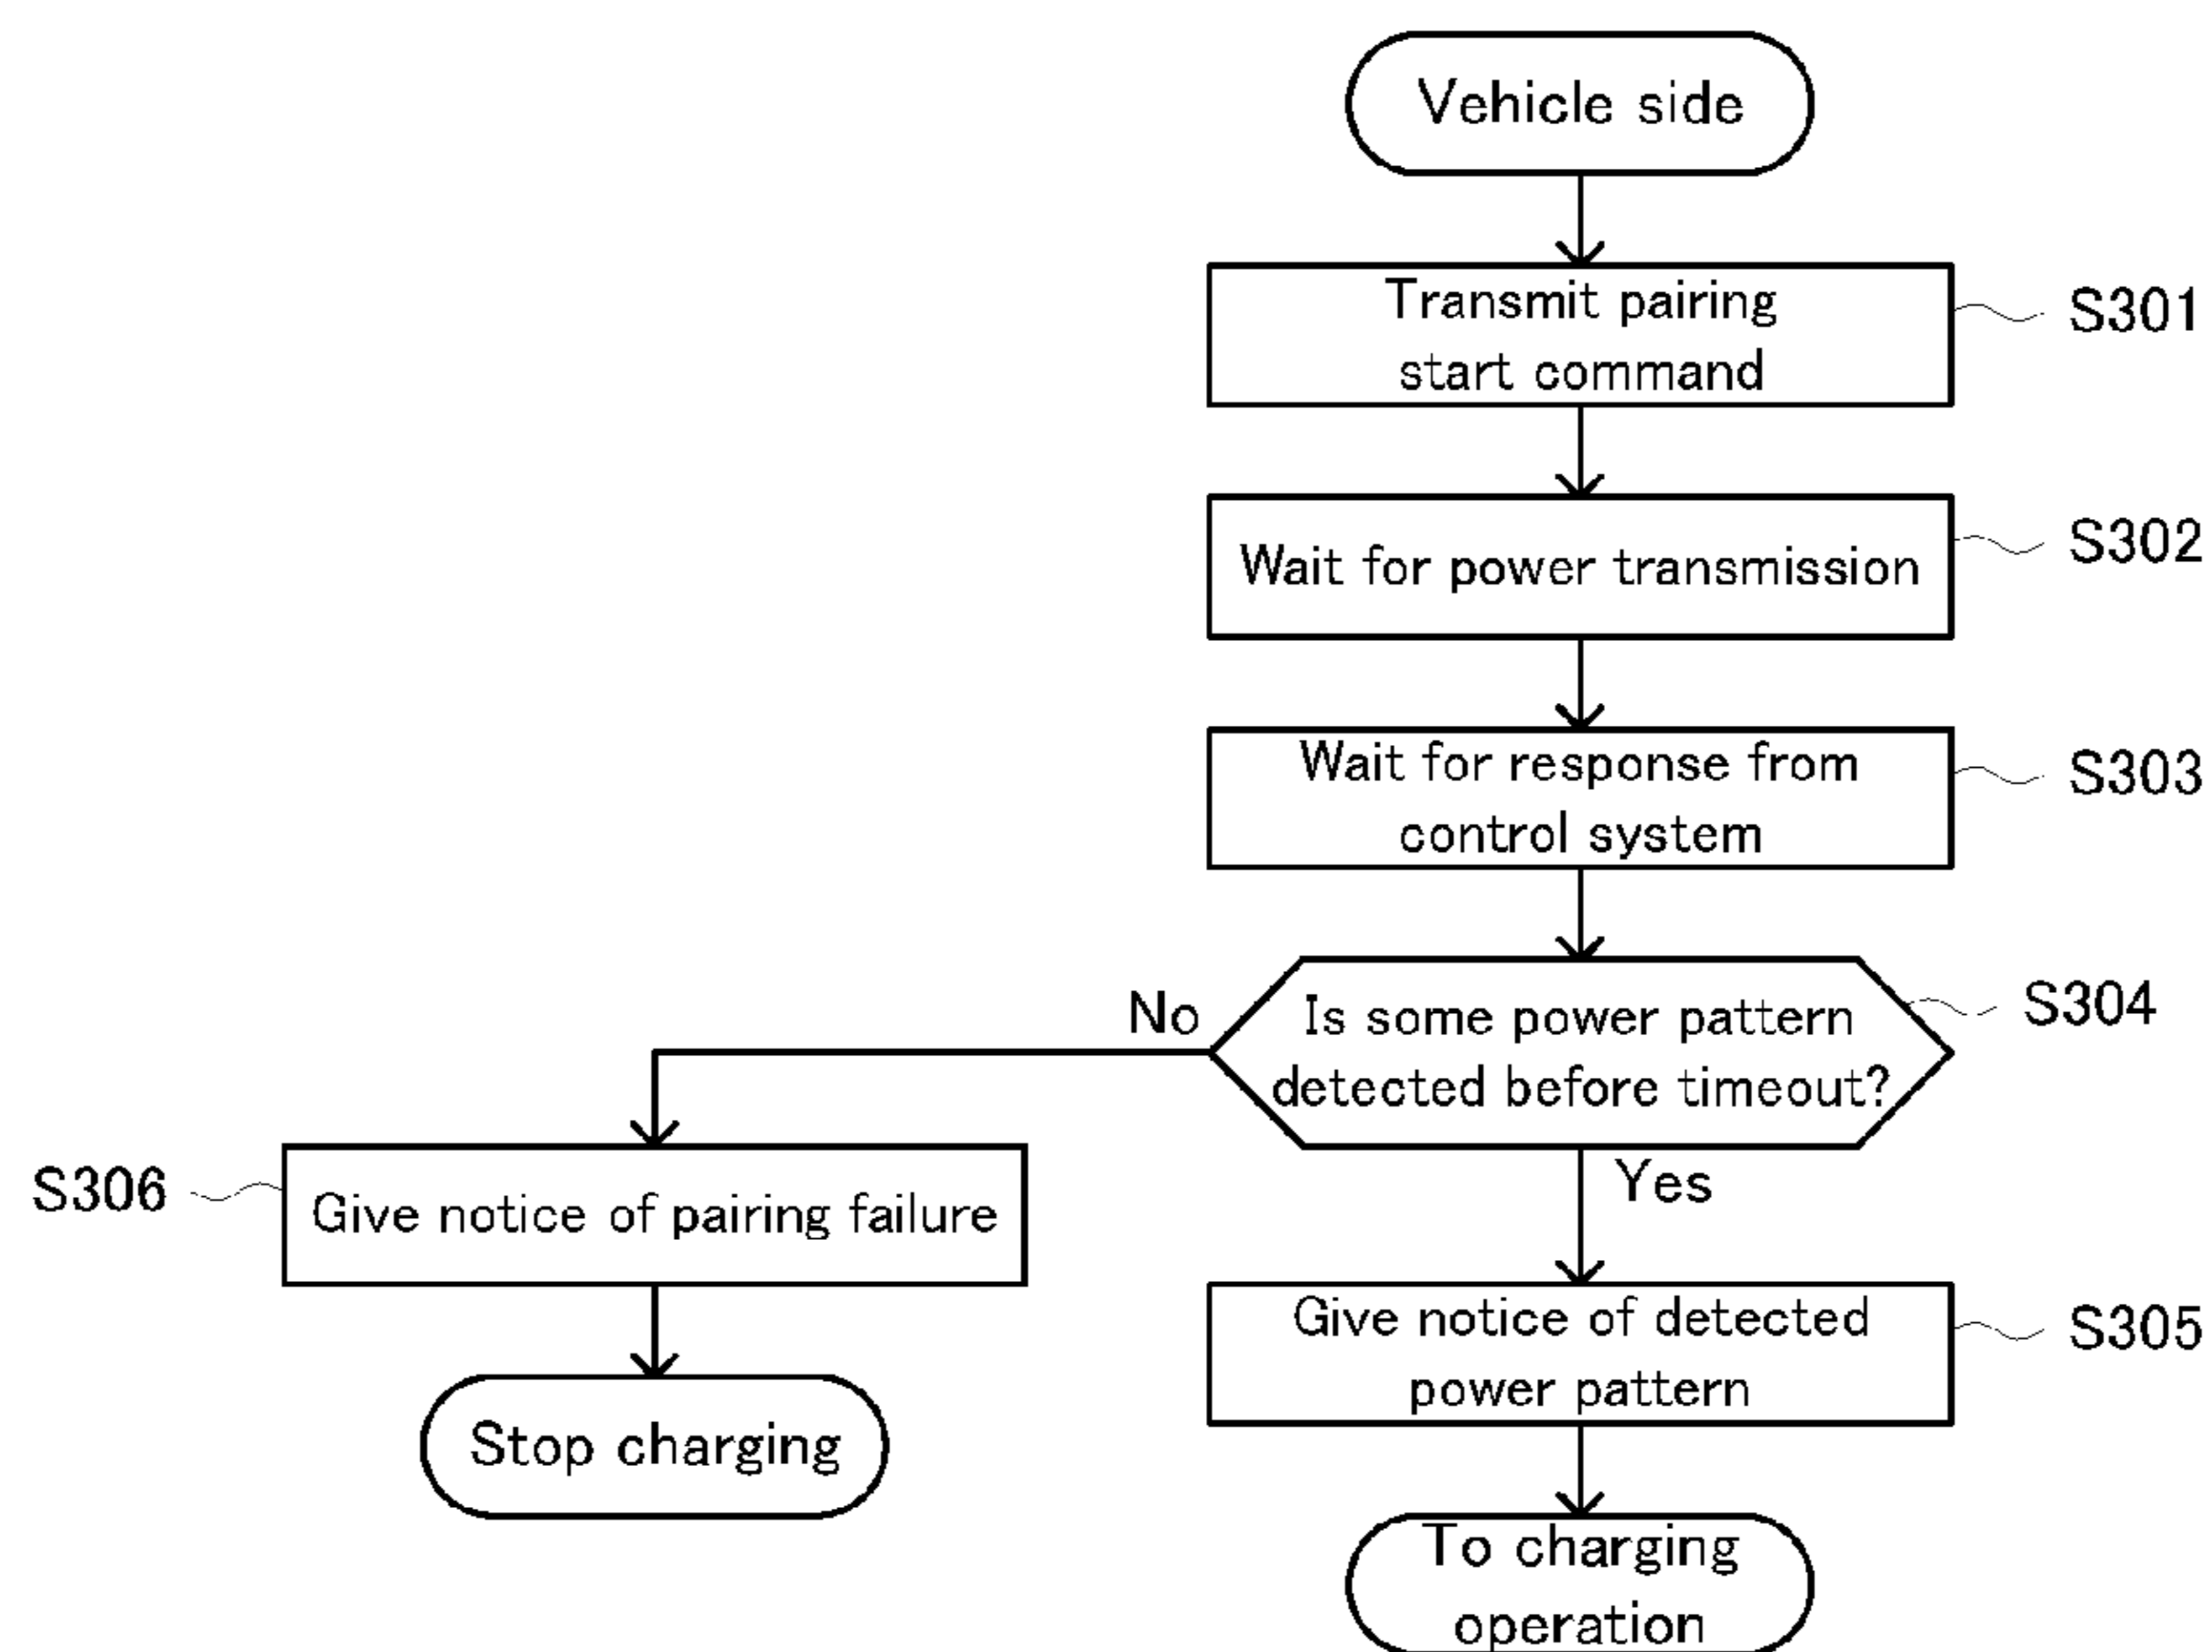 Vehicle side
Transmit pairing
start command
S301
Wait for power transmission
S302
Wait for response from
control system
S303
Is some power pattern
detected before timeout?
S304
No
Yes
S306
Give notice of pairing failure
Give notice of detected
power pattern
S305
Stop charging
To charging
operation